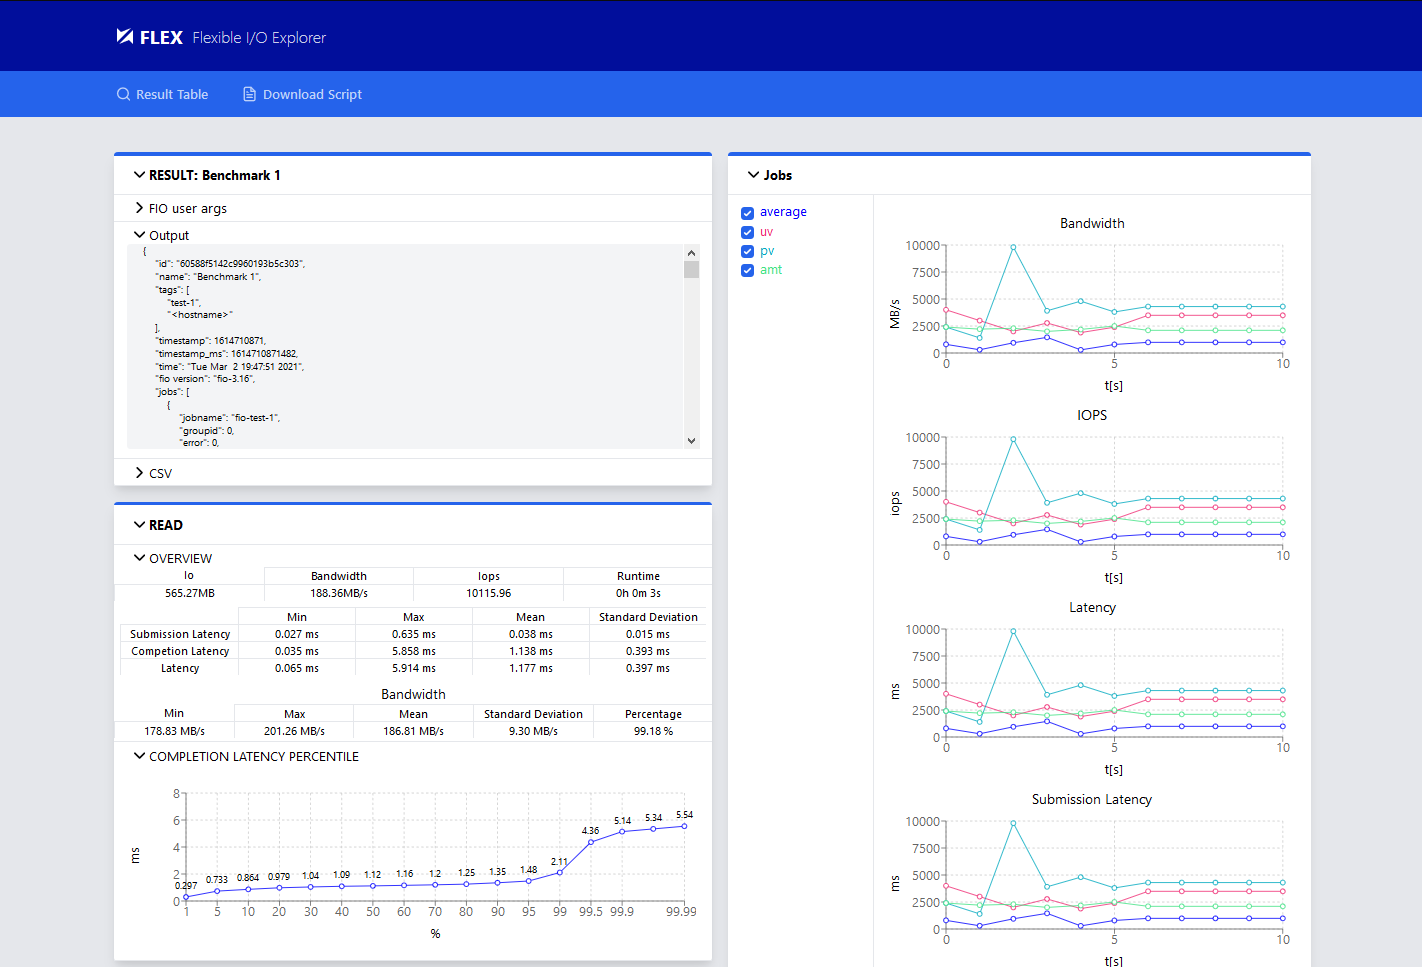 FLEX Flexible I/O Explorer
Result Table Download Script
RESULT: Benchmark 1
FIO user args
Output
{
"id": "60588f5142c9960193b5c303",
"name": "Benchmark 1",
"tags": [
"test-1",
"<hostname>"
],
"timestamp": 1614710871,
"timestamp_ms": 1614710871482,
"time": "Tue Mar  2 19:47:51 2021",
"fio version": "fio-3.16",
"jobs": [
{
"jobname": "fio-test-1",
"groupid": 0,
"error": 0,
CSV
READ
OVERVIEW
Io Bandwidth Iops Runtime
565.27MB 188.36MB/s 10115.96 0h 0m 3s
Min Max Mean Standard Deviation
Submission Latency 0.027 ms 0.635 ms 0.038 ms 0.015 ms
Competion Latency 0.035 ms 5.858 ms 1.138 ms 0.393 ms
Latency 0.065 ms 5.914 ms 1.177 ms 0.397 ms
Bandwidth
Min Max Mean Standard Deviation Percentage
178.83 MB/s 201.26 MB/s 186.81 MB/s 9.30 MB/s 99.18 %
COMPLETION LATENCY PERCENTILE
8
6
4
2
0
ms
0.297 0.733 0.864 0.979 1.04 1.09 1.12 1.16 1.2 1.25 1.35 1.48 2.11 4.36 5.14 5.34 5.54
1 5 10 20 30 40 50 60 70 80 90 95 99 99.5 99.9 99.99
%
Jobs
average
uv
pv
amt
Bandwidth
10000
7500
5000
2500
0
MB/s
0 5 10
t[s]
IOPS
10000
7500
5000
2500
0
iops
0 5 10
t[s]
Latency
10000
7500
5000
2500
0
ms
0 5 10
t[s]
Submission Latency
10000
7500
5000
2500
0
ms
0 5 10
t[s]